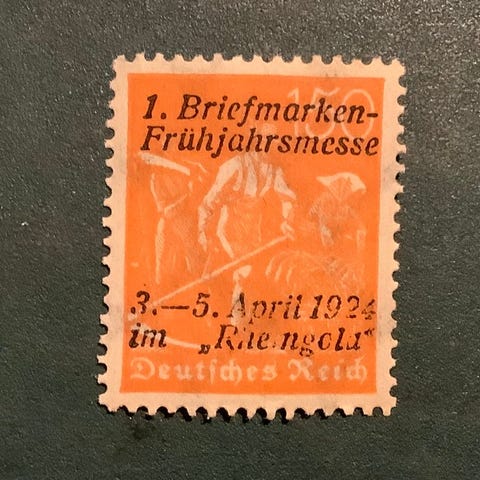 150
1. Briefmarken-
Frühjahrsmesse
3.—5. April 1924
im „Rheingold“
Deutsches Reich